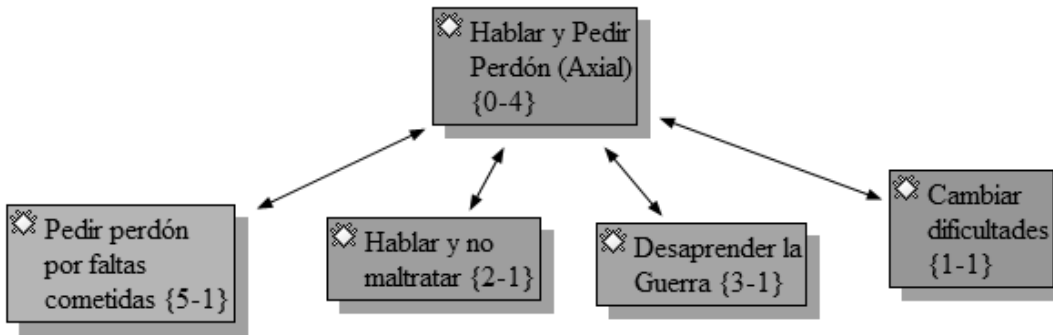 Hablar y Pedir
Perdón (Axial)
{0-4}
Pedir perdón
por faltas
cometidas {5-1}
Hablar y no
maltratar {2-1}
Desaprender la
Guerra {3-1}
Cambiar
dificultades
{1-1}